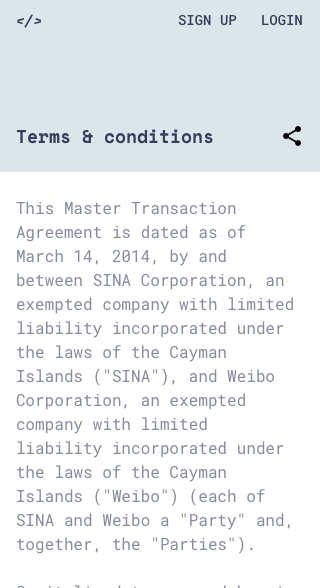 </>
SIGN UP LOGIN
Terms & conditions
This Master Transaction
Agreement is dated as of
March 14, 2014, by and
between SINA Corporation, an
exempted company with limited
liability incorporated under
the laws of the Cayman
Islands ("SINA"), and Weibo
Corporation, an exempted
company with limited
liability incorporated under
the laws of the Cayman
Islands ("Weibo") (each of
SINA and Weibo a "Party" and,
together, the "Parties").